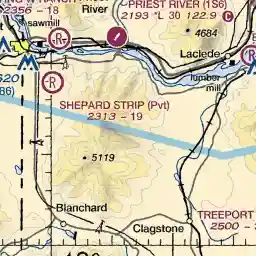 River
PRIEST RIVER (1S6)
2356 - 18
2193 *L 30 122.9 C
sawmill
R
4684
Laclede
lumber
mill
R
R
86)
SHEPARD STRIP (Pvt)
2313 - 19
5119
Blanchard
Clagstone
TREEPORT
2500 -